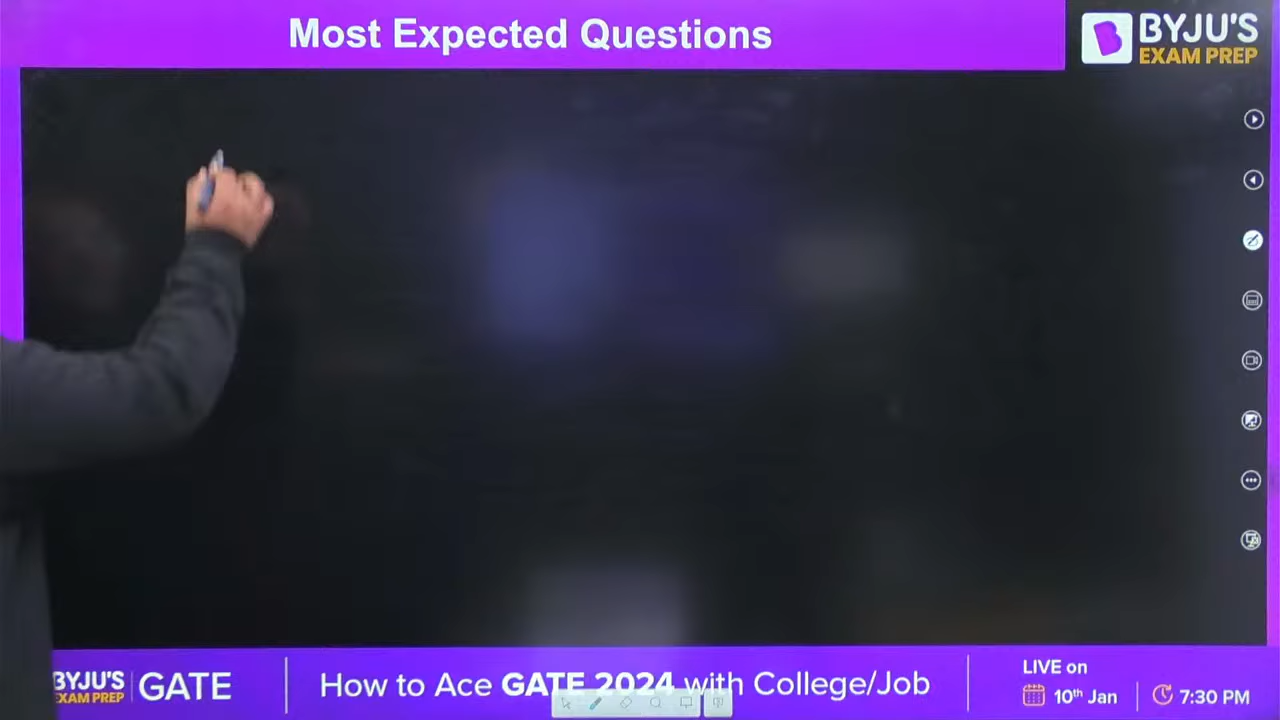 Most Expected Questions
BYJU'S
EXAM PREP
BYJU'S
EXAM PREP
GATE
How to Ace GATE 2024 with College/Job
LIVE on
10th Jan
7:30 PM